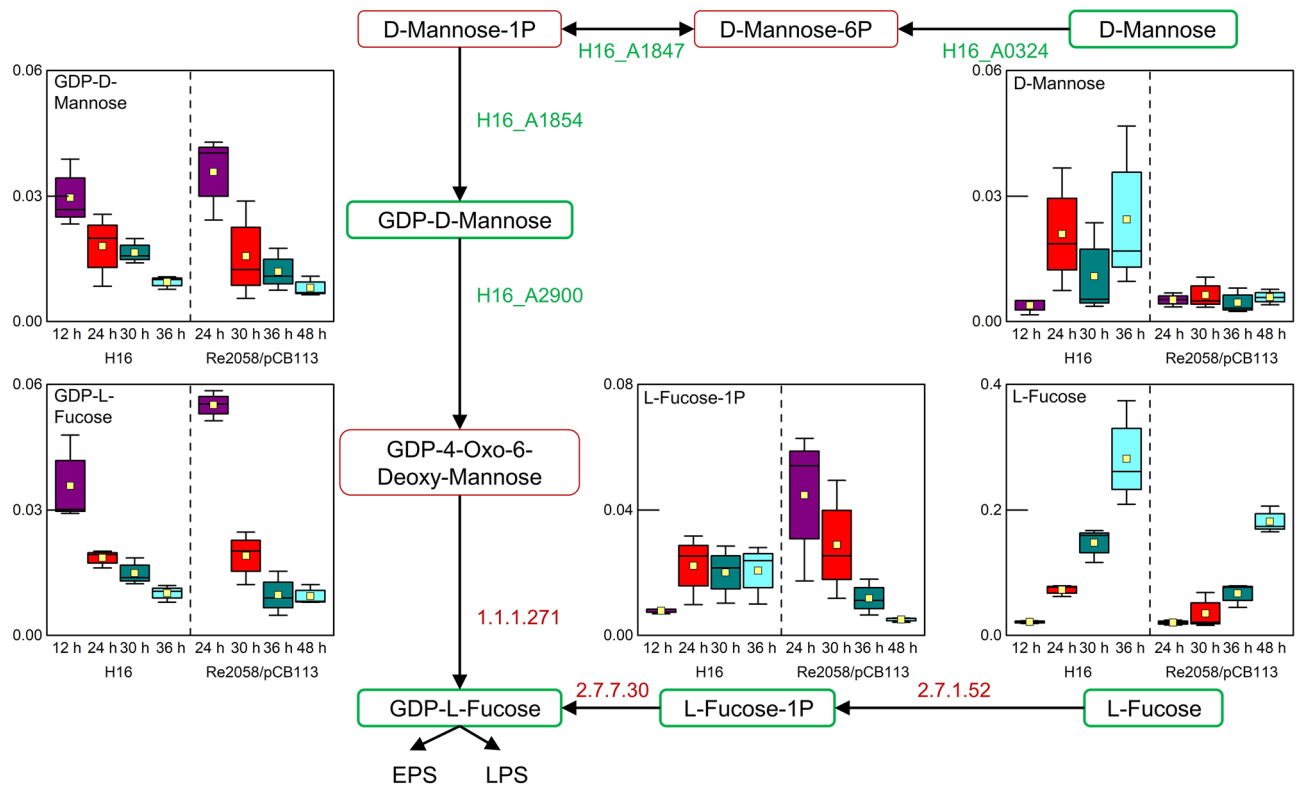 D-Mannose-1P
D-Mannose-6P
D-Mannose
H16_A1847
H16_A0324
0.06
GDP-D-
Mannose
0.03
0.00
12 h 24 h 30 h 36 h 24 h 30 h 36 h 48 h
H16 Re2058/pCB113
H16_A1854
GDP-D-Mannose
H16_A2900
0.06
D-Mannose
0.03
0.00
12 h 24 h 30 h 36 h 24 h 30 h 36 h 48 h
H16 Re2058/pCB113
0.06
GDP-L-
Fucose
0.03
0.00
12 h 24 h 30 h 36 h 24 h 30 h 36 h 48 h
H16 Re2058/pCB113
GDP-4-Oxo-6-
Deoxy-Mannose
1.1.1.271
0.08
L-Fucose-1P
0.04
0.00
12 h 24 h 30 h 36 h 24 h 30 h 36 h 48 h
H16 Re2058/pCB113
0.4
L-Fucose
0.2
0.0
12 h 24 h 30 h 36 h 24 h 30 h 36 h 48 h
H16 Re2058/pCB113
GDP-L-Fucose
2.7.7.30
L-Fucose-1P
2.7.1.52
L-Fucose
EPS LPS